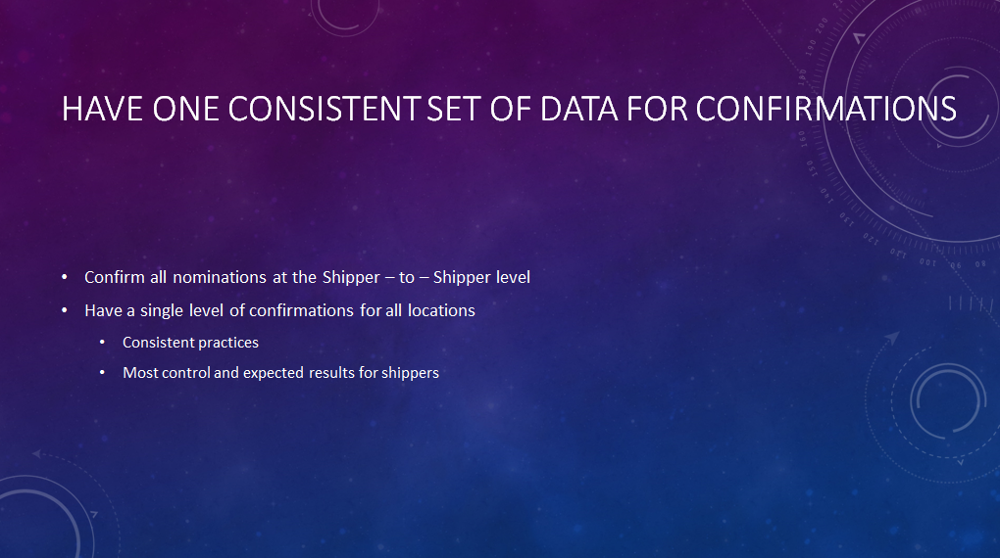 HAVE ONE CONSISTENT SET OF DATA FOR CONFIRMATIONS
• Confirm all nominations at the Shipper – to – Shipper level
• Have a single level of confirmations for all locations
• Consistent practices
• Most control and expected results for shippers